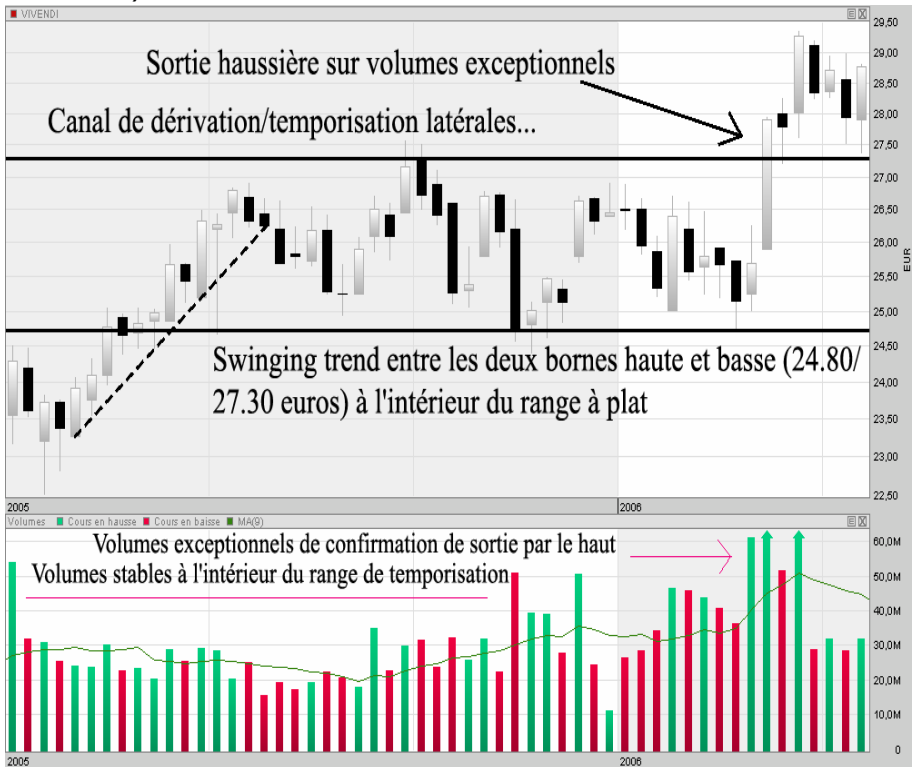 VIVENDI
29,50
Sortie haussière sur volumes exceptionnels
29,00
28,50
Canal de dérivation/temporisation latérales...
28,00
27,50
27,00
26,50
26,00
EUR
25,50
25,00
24,50
Swinging trend entre les deux bornes haute et basse (24.80/
27.30 euros) à l'intérieur du range à plat
24,00
23,50
23,00
22,50
2005
2006
Volumes Cours en hausse Cours en baisse MA(9)
Volumes exceptionnels de confirmation de sortie par le haut
60,0M
Volumes stables à l'intérieur du range de temporisation
50,0M
40,0M
30,0M
20,0M
10,0M
0
2005
2006